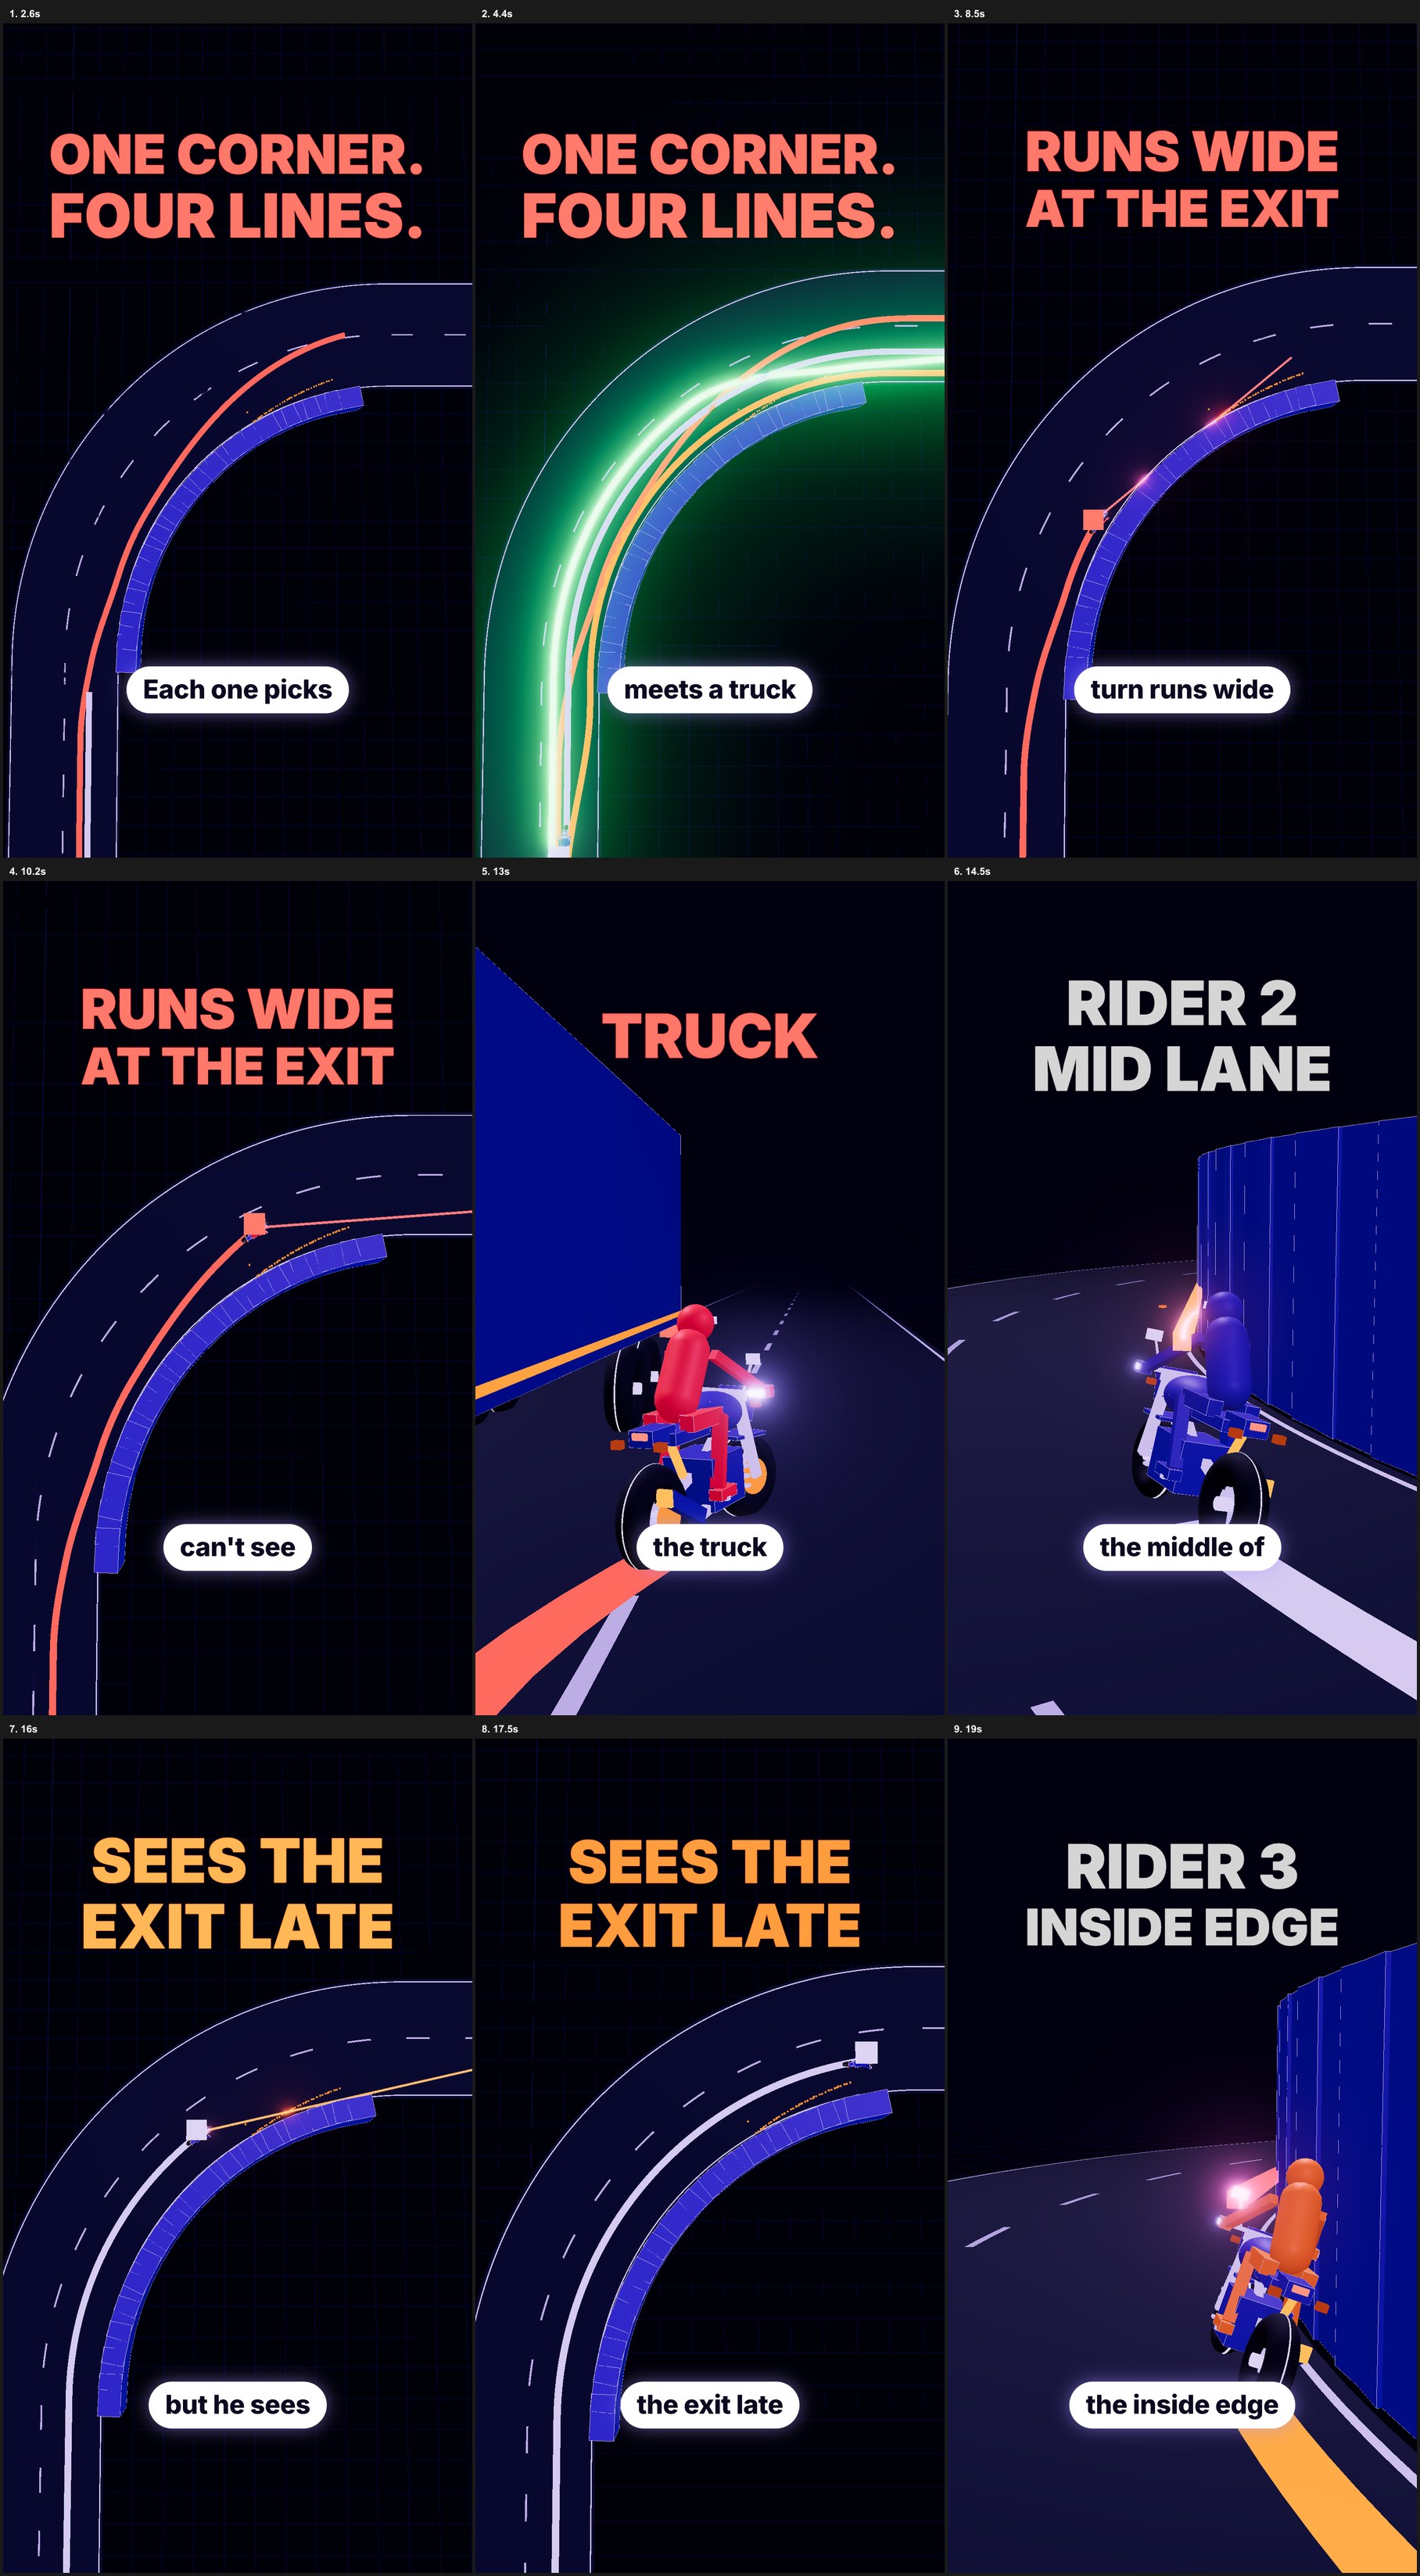 1. 2.6s
ONE CORNER.
FOUR LINES.
Each one picks
2. 4.4s
ONE CORNER.
FOUR LINES.
meets a truck
3. 8.5s
RUNS WIDE
AT THE EXIT
turn runs wide
4. 10.2s
RUNS WIDE
AT THE EXIT
can't see
5. 13s
TRUCK
the truck
6. 14.5s
RIDER 2
MID LANE
the middle of
7. 16s
SEES THE
EXIT LATE
but he sees
8. 17.5s
SEES THE
EXIT LATE
the exit late
9. 19s
RIDER 3
INSIDE EDGE
the inside edge